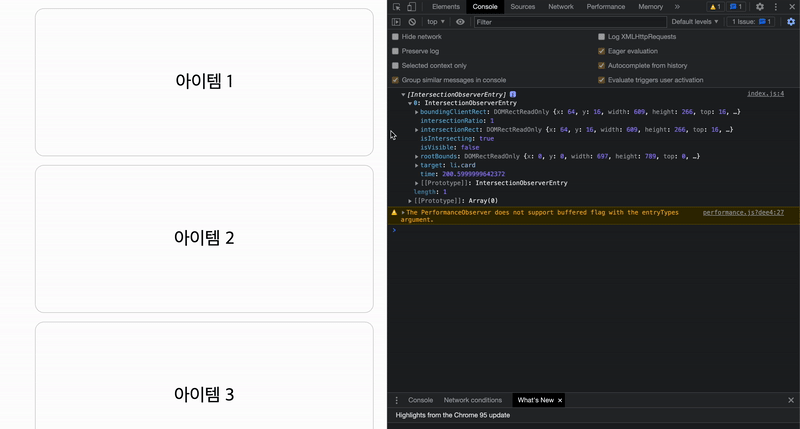 아이템 1
아이템 2
아이템 3
Elements Console Sources Network Performance Memory » 1 1
top Filter Default levels 1 Issue: 1
Hide network Log XMLHttpRequests
Preserve log Eager evaluation
Selected context only Autocomplete from history
Group similar messages in console Evaluate triggers user activation
[IntersectionObserverEntry] i index.js:4
0: IntersectionObserverEntry
boundingClientRect: DOMRectReadOnly {x: 64, y: 16, width: 609, height: 266, top: 16, …}
intersectionRatio: 1
intersectionRect: DOMRectReadOnly {x: 64, y: 16, width: 609, height: 266, top: 16, …}
isIntersecting: true
isVisible: false
rootBounds: DOMRectReadOnly {x: 0, y: 0, width: 697, height: 789, top: 0, …}
target: li.card
time: 200.5999999642372
[[Prototype]]: IntersectionObserverEntry
length: 1
[[Prototype]]: Array(0)
The PerformanceObserver does not support buffered flag with the entryTypes performance.js?dee4:27
argument.
Console Network conditions What's New
Highlights from the Chrome 95 update